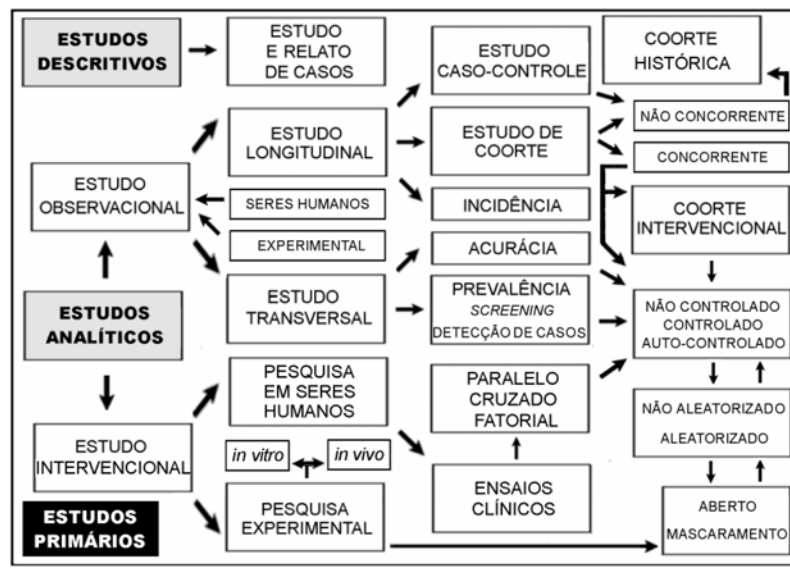 ESTUDOS
DESCRITIVOS
ESTUDO
E RELATO
DE CASOS
ESTUDO
CASO-CONTROLE
COORTE
HISTÓRICA
NÃO CONCORRENTE
ESTUDO
LONGITUDINAL
ESTUDO DE
COORTE
CONCORRENTE
ESTUDO
OBSERVACIONAL
SERES HUMANOS
INCIDÊNCIA
COORTE
INTERVENCIONAL
EXPERIMENTAL
ACURÁCIA
ESTUDOS
ANALÍTICOS
ESTUDO
TRANSVERSAL
PREVALÊNCIA
SCREENING
DETECÇÃO DE CASOS
NÃO CONTROLADO
CONTROLADO
AUTO-CONTROLADO
PESQUISA
EM SERES
HUMANOS
PARALELO
CRUZADO
FATORIAL
NÃO ALEATORIZADO
ALEATORIZADO
ESTUDO
INTERVENCIONAL
in vitro
in vivo
ENSAIOS
CLÍNICOS
PESQUISA
EXPERIMENTAL
ABERTO
MASCARAMENTO
ESTUDOS
PRIMÁRIOS